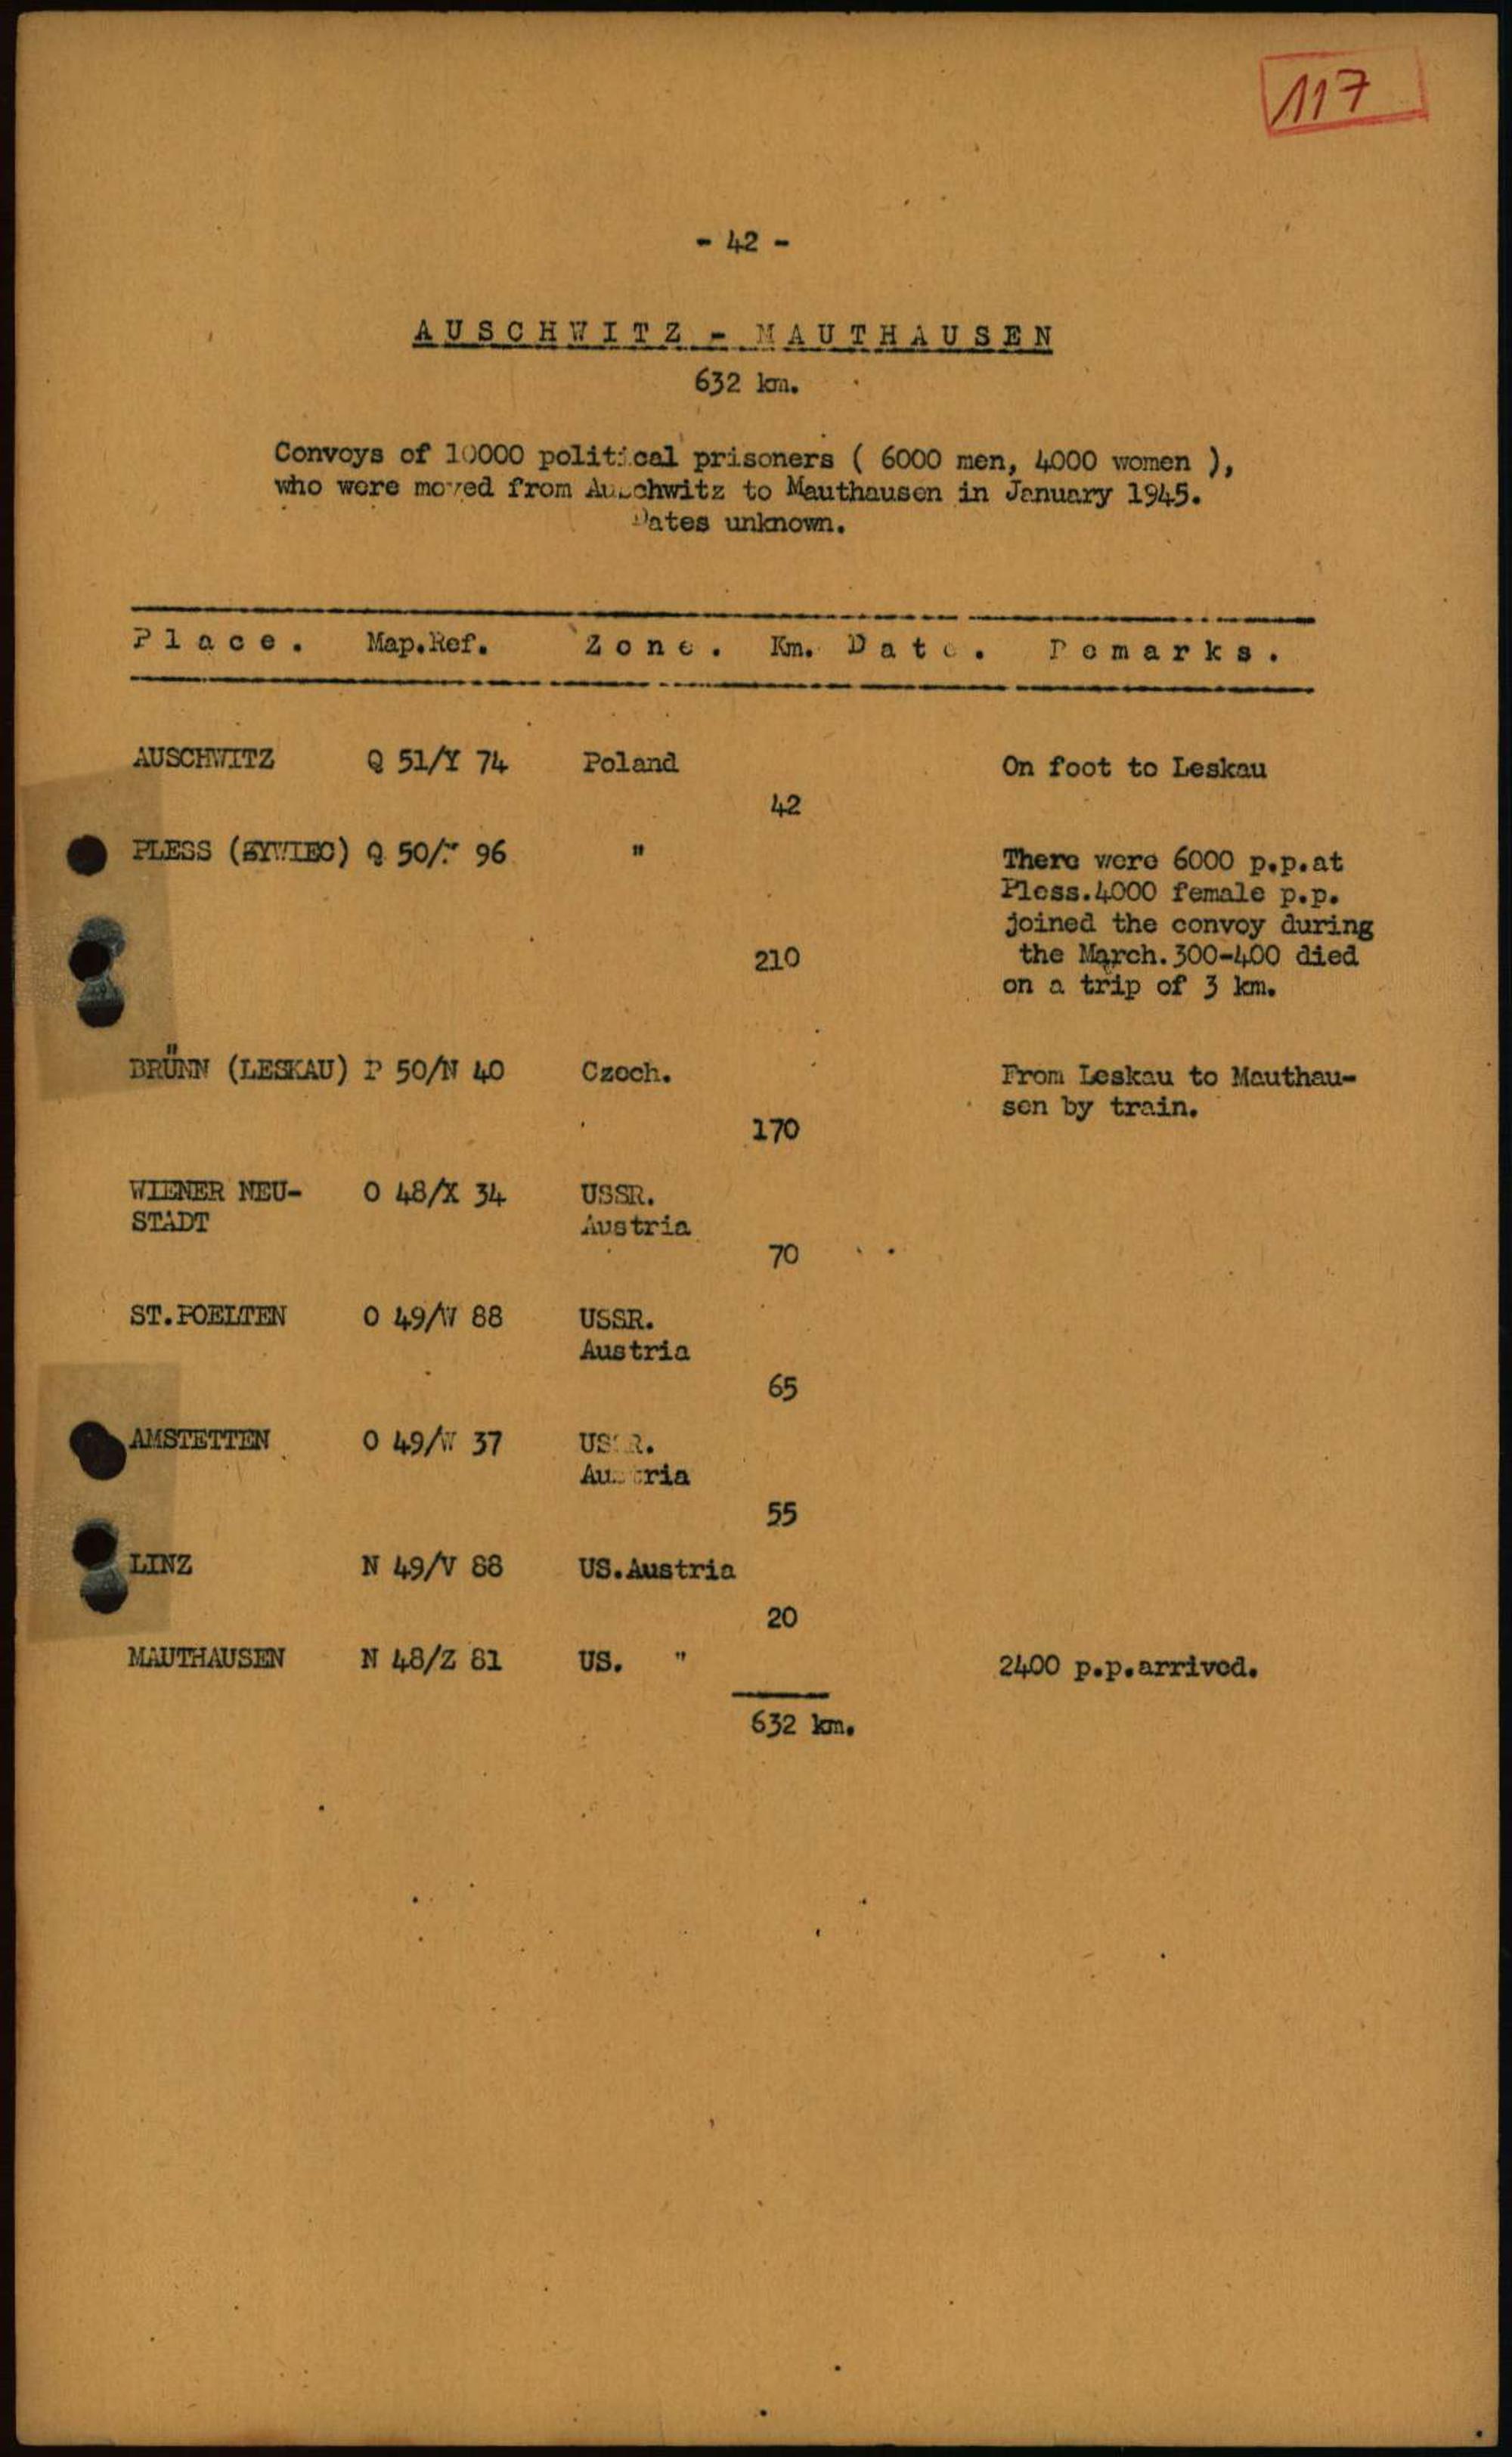 117
- 42 -
AUSCHWITZ - MAUTHAUSEN
632 km.
Convoys of 10000 political prisoners ( 6000 men, 4000 women ),
who were moved from Auschwitz to Mauthausen in January 1945.
Dates unknown.
Place. Map.Ref. Zone. Km. Date. Remarks.
AUSCHWITZ Q 51/Y 74 Poland On foot to Leskau
42
PLESS (ZYWIEC) Q 50/ 96 " There were 6000 p.p.at
Pless.4000 female p.p.
joined the convoy during
210 the March.300-400 died
on a trip of 3 km.
BRÜNN (LESKAU) P 50/N 40 Czech. From Leskau to Mauthau-
sen by train.
170
WIENER NEU- O 48/X 34 USSR.
STADT Austria
70
ST.POELTEN O 49/W 88 USSR.
Austria
65
AMSTETTEN O 49/W 37 USSR.
Austria
55
LINZ N 49/V 88 US.Austria
20
MAUTHAUSEN N 48/Z 81 US. " 2400 p.p.arrived.
632 km.